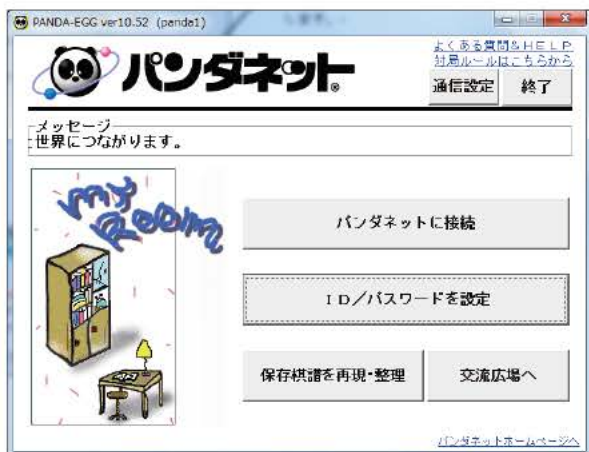 PANDA-EGG ver10.52 (panda1)
パンダネット®
よくある質問&HELP
対局ルールはこちらから
通信設定
終了
メッセージ
世界につながります。
MY
ROOM
パンダネットに接続
ID/パスワードを設定
保存棋譜を再現・整理
交流広場へ
パンダネットホームページへ